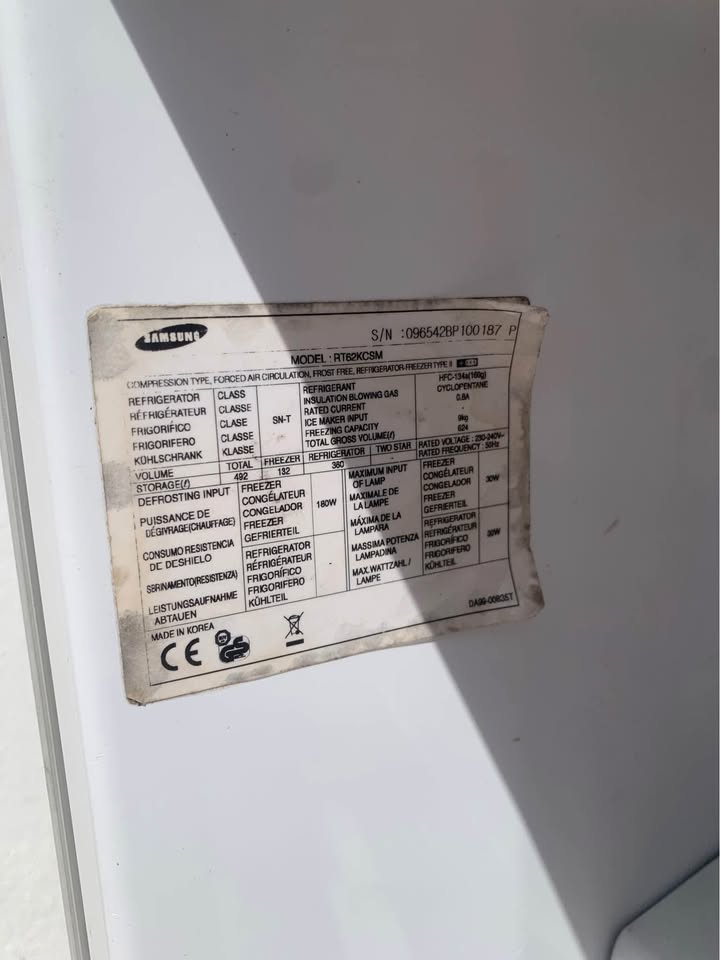 SAMSUNG
S/N :096542BP100187 P
MODEL : RT62KCSM
COMPRESSION TYPE, FORCED AIR CIRCULATION, FROST FREE, REFRIGERATOR-FREEZER TYPE II
REFRIGERATOR CLASS
RÉFRIGÉRATEUR CLASSE
FRIGORÍFICO CLASE
FRIGORIFERO CLASSE
KÜHLSCHRANK KLASSE
SN-T
REFRIGERANT HFC-134a(160g)
INSULATION BLOWING GAS CYCLOPENTANE
RATED CURRENT 0.8A
ICE MAKER INPUT -
FREEZING CAPACITY 9kg
TOTAL GROSS VOLUME(ℓ) 624
VOLUME TOTAL FREEZER REFRIGERATOR TWO STAR RATED VOLTAGE : 230-240V~
STORAGE(ℓ) 492 132 360 - RATED FREQUENCY : 50Hz
DEFROSTING INPUT
PUISSANCE DE
DÉGIVRAGE(CHAUFFAGE)
CONSUMO RESISTENCIA
DE DESHIELO
SBRINAMENTO(RESISTENZA)
LEISTUNGSAUFNAHME
ABTAUEN
FREEZER
CONGÉLATEUR
CONGELADOR
FREEZER
GEFRIERTEIL
180W
REFRIGERATOR
RÉFRIGÉRATEUR
FRIGORÍFICO
FRIGORIFERO
KÜHLTEIL
MAXIMUM INPUT
OF LAMP
MAXIMALE DE
LA LAMPE
MÁXIMA DE LA
LAMPARA
MASSIMA POTENZA
LAMPADINA
MAX.WATTZAHL /
LAMPE
FREEZER
CONGÉLATEUR
CONGELADOR
FREEZER
GEFRIERTEIL
30W
REFRIGERATOR
RÉFRIGÉRATEUR
FRIGORÍFICO
FRIGORIFERO
KÜHLTEIL
30W
MADE IN KOREA
DA99-00835T
CE